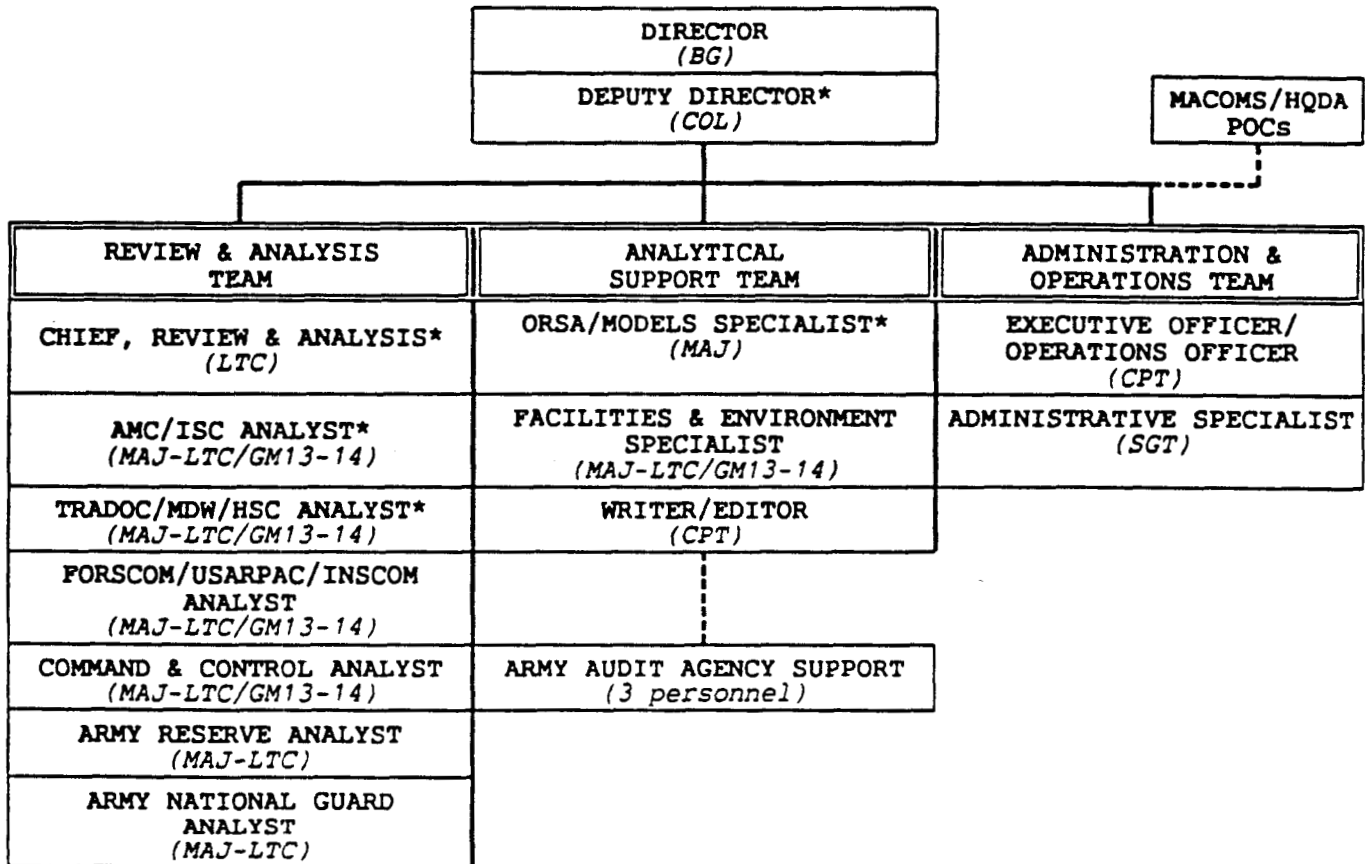 DIRECTOR
(BG)
DEPUTY DIRECTOR*
(COL)
MACOMS/HQDA
POCs
REVIEW & ANALYSIS
TEAM
CHIEF, REVIEW & ANALYSIS*
(LTC)
AMC/ISC ANALYST*
(MAJ-LTC/GM13-14)
TRADOC/MDW/HSC ANALYST*
(MAJ-LTC/GM13-14)
FORSCOM/USARPAC/INSCOM
ANALYST
(MAJ-LTC/GM13-14)
COMMAND & CONTROL ANALYST
(MAJ-LTC/GM13-14)
ARMY RESERVE ANALYST
(MAJ-LTC)
ARMY NATIONAL GUARD
ANALYST
(MAJ-LTC)
ANALYTICAL
SUPPORT TEAM
ORSA/MODELS SPECIALIST*
(MAJ)
FACILITIES & ENVIRONMENT
SPECIALIST
(MAJ-LTC/GM13-14)
WRITER/EDITOR
(CPT)
ARMY AUDIT AGENCY SUPPORT
(3 personnel)
ADMINISTRATION &
OPERATIONS TEAM
EXECUTIVE OFFICER/
OPERATIONS OFFICER
(CPT)
ADMINISTRATIVE SPECIALIST
(SGT)